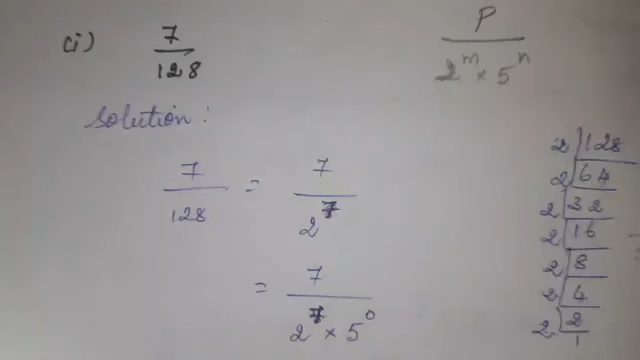 (i) 7/128
P/2^m × 5^n
Solution :
7/128 = 7/2^7
= 7/2^7 × 5^0
2 | 128
2 | 64
2 | 32
2 | 16
2 | 8
2 | 4
2 | 2
1